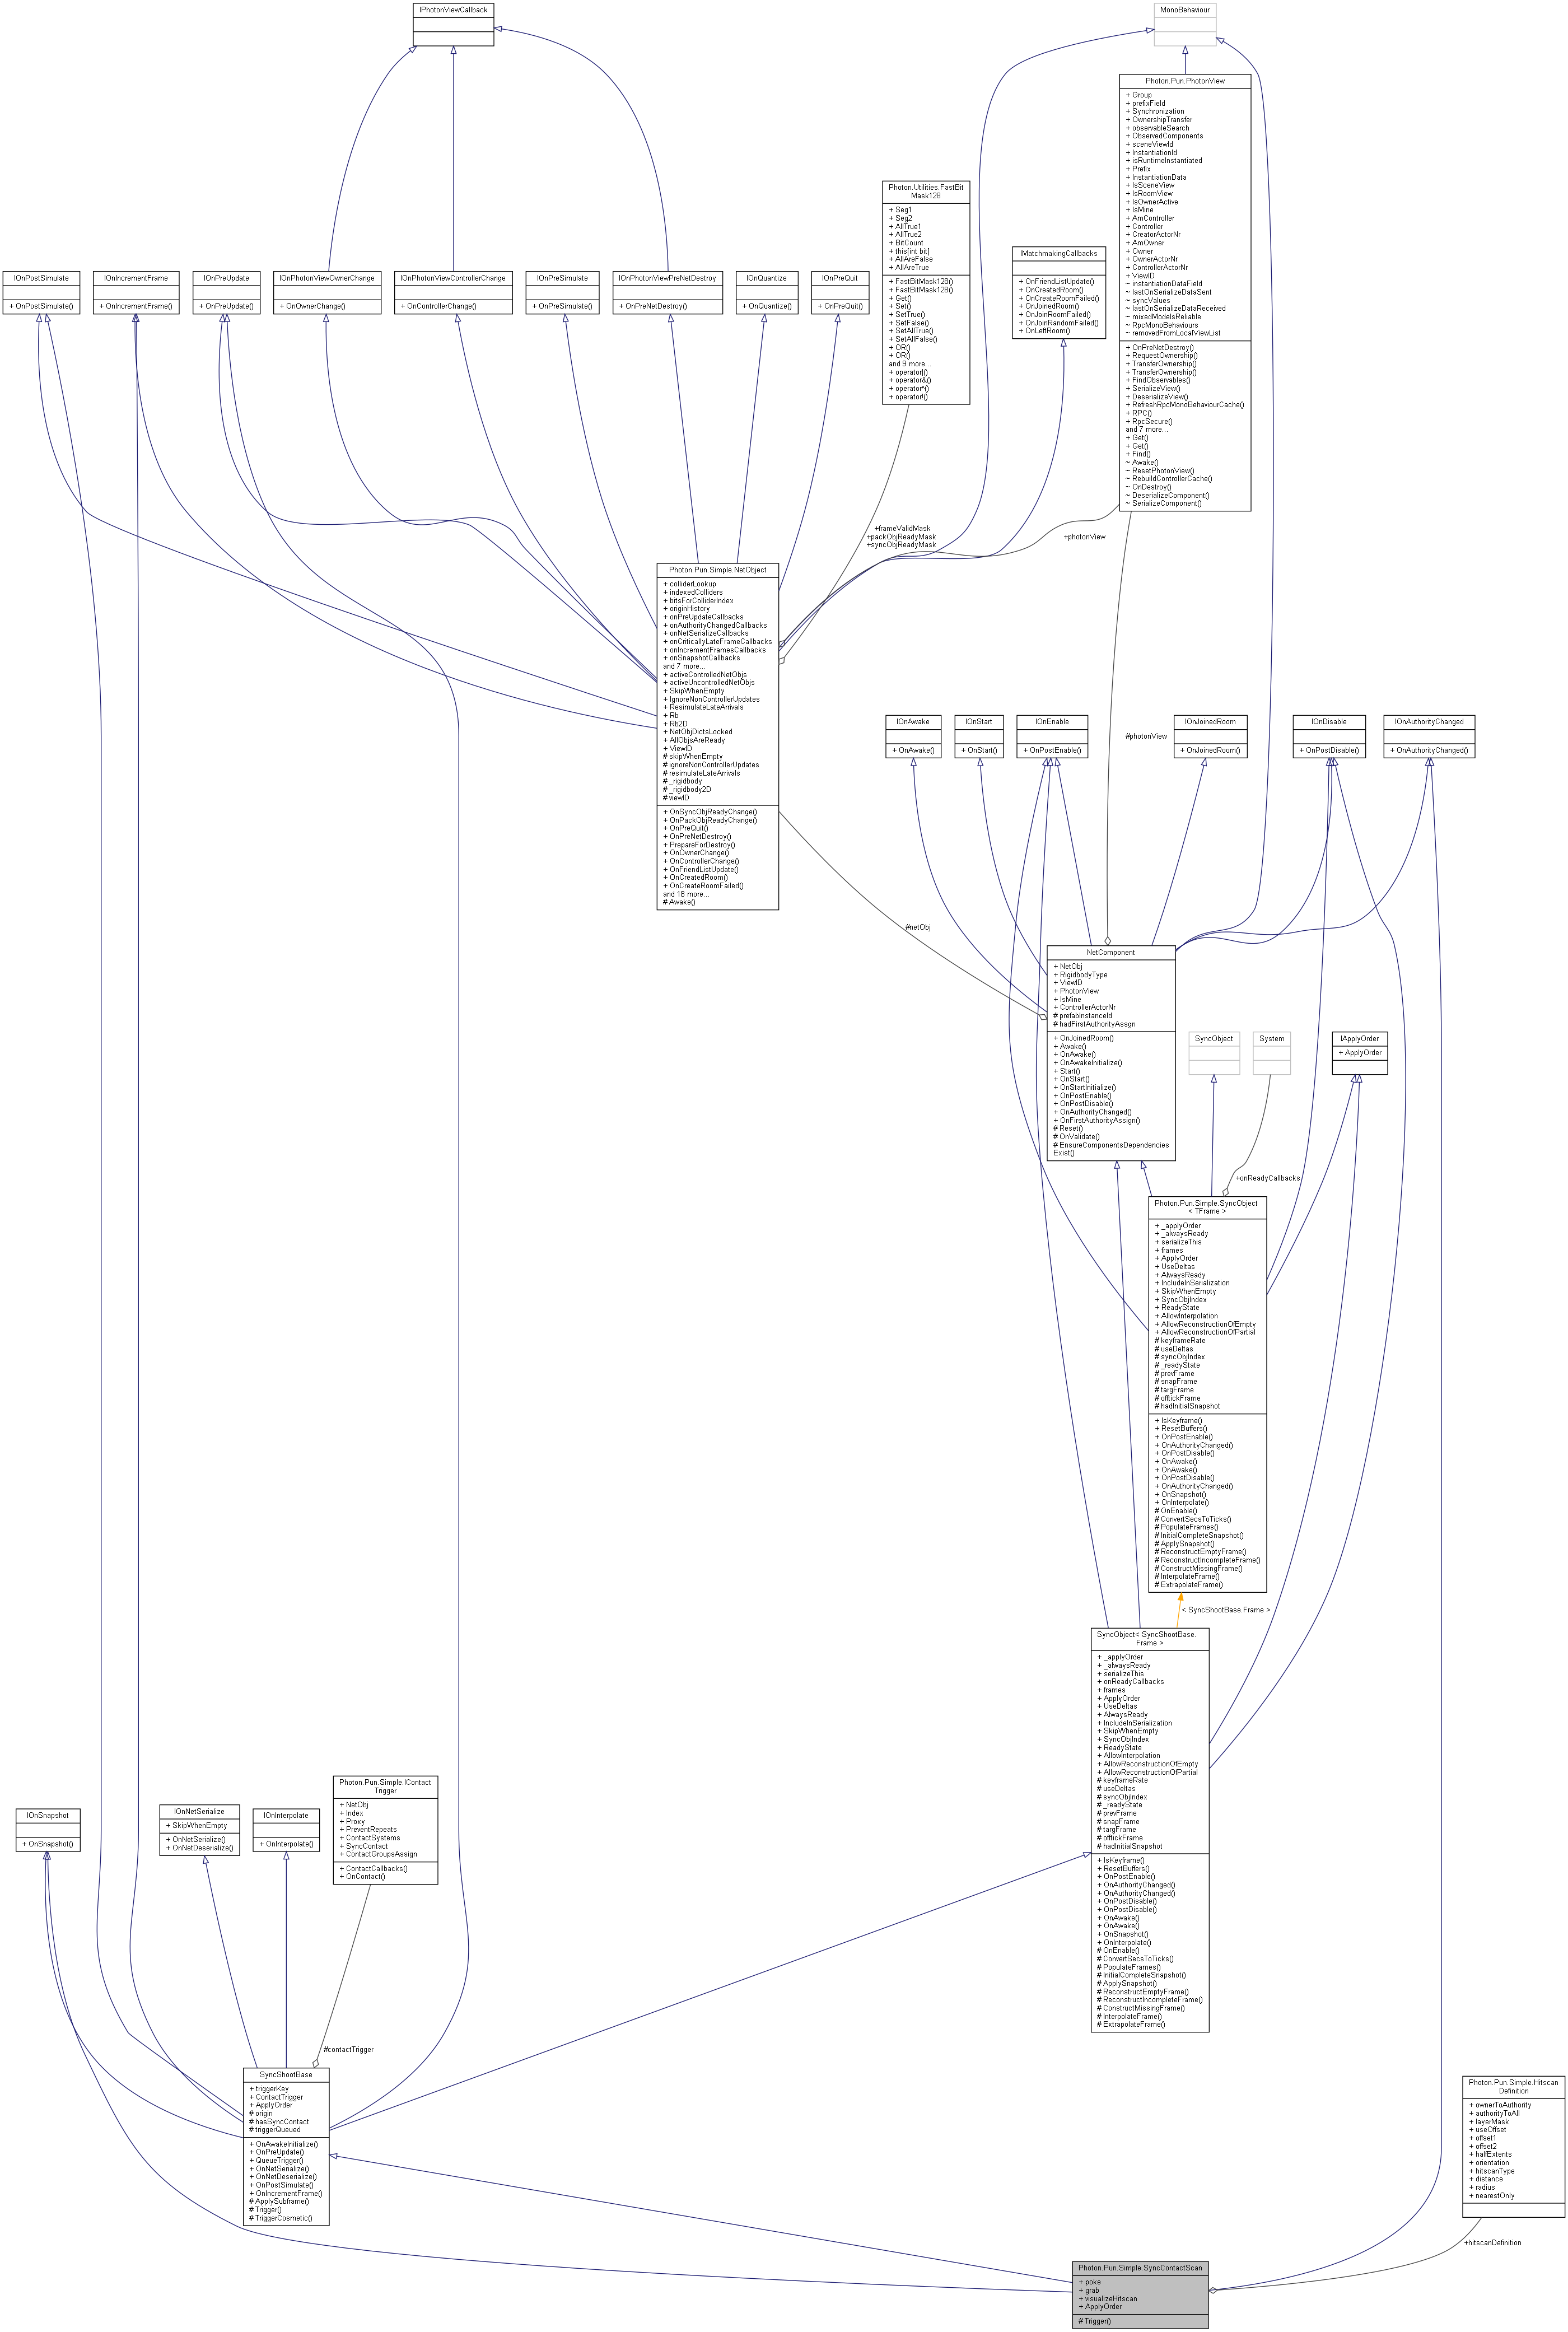 IPhotonViewCallback
MonoBehaviour
Photon.Pun.PhotonView
+ Group
+ prefixField
+ Synchronization
+ OwnershipTransfer
+ observableSearch
+ ObservedComponents
+ sceneViewId
+ InstantiationId
+ isRuntimeInstantiated
+ Prefix
+ InstantiationData
+ IsSceneView
+ IsRoomView
+ IsOwnerActive
+ IsMine
+ AmController
+ Controller
+ CreatorActorNr
+ AmOwner
+ Owner
+ OwnerActorNr
+ ControllerActorNr
+ ViewID
~ instantiationDataField
~ lastOnSerializeDataSent
~ syncValues
~ lastOnSerializeDataReceived
~ mixedModeIsReliable
~ RpcMonoBehaviours
~ removedFromLocalViewList
+ OnPreNetDestroy()
+ RequestOwnership()
+ TransferOwnership()
+ TransferOwnership()
+ FindObservables()
+ SerializeView()
+ DeserializeView()
+ RefreshRpcMonoBehaviourCache()
+ RPC()
+ RpcSecure()
and 7 more...
+ Get()
+ Get()
+ Find()
~ Awake()
~ ResetPhotonView()
~ RebuildControllerCache()
~ OnDestroy()
~ DeserializeComponent()
~ SerializeComponent()
Photon.Utilities.FastBit
Mask128
+ Seg1
+ Seg2
+ AllTrue1
+ AllTrue2
+ BitCount
+ this[int bit]
+ AllAreFalse
+ AllAreTrue
+ FastBitMask128()
+ FastBitMask128()
+ Get()
+ Set()
+ SetTrue()
+ SetFalse()
+ SetAllTrue()
+ SetAllFalse()
+ OR()
+ OR()
and 9 more...
+ operator|()
+ operator&()
+ operator^()
+ operator!()
IMatchmakingCallbacks
+ OnFriendListUpdate()
+ OnCreatedRoom()
+ OnCreateRoomFailed()
+ OnJoinedRoom()
+ OnJoinRoomFailed()
+ OnJoinRandomFailed()
+ OnLeftRoom()
IOnPostSimulate
+ OnPostSimulate()
IOnIncrementFrame
+ OnIncrementFrame()
IOnPreUpdate
+ OnPreUpdate()
IOnPhotonViewOwnerChange
+ OnOwnerChange()
IOnPhotonViewControllerChange
+ OnControllerChange()
IOnPreSimulate
+ OnPreSimulate()
IOnPhotonViewPreNetDestroy
+ OnPreNetDestroy()
IOnQuantize
+ OnQuantize()
IOnPreQuit
+ OnPreQuit()
+frameValidMask
+packObjReadyMask
+syncObjReadyMask
+photonView
Photon.Pun.Simple.NetObject
+ colliderLookup
+ indexedColliders
+ bitsForColliderIndex
+ originHistory
+ onPreUpdateCallbacks
+ onAuthorityChangedCallbacks
+ onNetSerializeCallbacks
+ onCriticallyLateFrameCallbacks
+ onIncrementFramesCallbacks
+ onSnapshotCallbacks
and 7 more...
+ activeControlledNetObjs
+ activeUncontrolledNetObjs
+ SkipWhenEmpty
+ IgnoreNonControllerUpdates
+ ResimulateLateArrivals
+ Rb
+ Rb2D
+ NetObjDictsLocked
+ AllObjsAreReady
+ ViewID
# skipWhenEmpty
# ignoreNonControllerUpdates
# resimulateLateArrivals
# _rigidbody
# _rigidbody2D
# viewID
+ OnSyncObjReadyChange()
+ OnPackObjReadyChange()
+ OnPreQuit()
+ OnPreNetDestroy()
+ PrepareForDestroy()
+ OnOwnerChange()
+ OnControllerChange()
+ OnFriendListUpdate()
+ OnCreatedRoom()
+ OnCreateRoomFailed()
and 18 more...
# Awake()
IOnAwake
+ OnAwake()
IOnStart
+ OnStart()
IOnEnable
+ OnPostEnable()
#photonView
IOnJoinedRoom
+ OnJoinedRoom()
IOnDisable
+ OnPostDisable()
IOnAuthorityChanged
+ OnAuthorityChanged()
#netObj
NetComponent
+ NetObj
+ RigidbodyType
+ ViewID
+ PhotonView
+ IsMine
+ ControllerActorNr
# prefabInstanceId
# hadFirstAuthorityAssgn
+ OnJoinedRoom()
+ Awake()
+ OnAwake()
+ OnAwakeInitialize()
+ Start()
+ OnStart()
+ OnStartInitialize()
+ OnPostEnable()
+ OnPostDisable()
+ OnAuthorityChanged()
+ OnFirstAuthorityAssign()
# Reset()
# OnValidate()
# EnsureComponentsDependencies
Exist()
SyncObject
System
IApplyOrder
+ ApplyOrder
+onReadyCallbacks
Photon.Pun.Simple.SyncObject
< TFrame >
+ _applyOrder
+ _alwaysReady
+ serializeThis
+ frames
+ ApplyOrder
+ UseDeltas
+ AlwaysReady
+ IncludeInSerialization
+ SkipWhenEmpty
+ SyncObjIndex
+ ReadyState
+ AllowInterpolation
+ AllowReconstructionOfEmpty
+ AllowReconstructionOfPartial
# keyframeRate
# useDeltas
# syncObjIndex
# _readyState
# prevFrame
# snapFrame
# targFrame
# offtickFrame
# hadInitialSnapshot
+ IsKeyframe()
+ ResetBuffers()
+ OnPostEnable()
+ OnAuthorityChanged()
+ OnPostDisable()
+ OnAwake()
+ OnAwake()
+ OnPostDisable()
+ OnAuthorityChanged()
+ OnSnapshot()
+ OnInterpolate()
# OnEnable()
# ConvertSecsToTicks()
# PopulateFrames()
# InitialCompleteSnapshot()
# ApplySnapshot()
# ReconstructEmptyFrame()
# ReconstructIncompleteFrame()
# ConstructMissingFrame()
# InterpolateFrame()
# ExtrapolateFrame()
< SyncShootBase.Frame >
SyncObject< SyncShootBase.
Frame >
+ _applyOrder
+ _alwaysReady
+ serializeThis
+ onReadyCallbacks
+ frames
+ ApplyOrder
+ UseDeltas
+ AlwaysReady
+ IncludeInSerialization
+ SkipWhenEmpty
+ SyncObjIndex
+ ReadyState
+ AllowInterpolation
+ AllowReconstructionOfEmpty
+ AllowReconstructionOfPartial
# keyframeRate
# useDeltas
# syncObjIndex
# _readyState
# prevFrame
# snapFrame
# targFrame
# offtickFrame
# hadInitialSnapshot
+ IsKeyframe()
+ ResetBuffers()
+ OnPostEnable()
+ OnAuthorityChanged()
+ OnAuthorityChanged()
+ OnPostDisable()
+ OnPostDisable()
+ OnAwake()
+ OnAwake()
+ OnSnapshot()
+ OnInterpolate()
# OnEnable()
# ConvertSecsToTicks()
# PopulateFrames()
# InitialCompleteSnapshot()
# ApplySnapshot()
# ReconstructEmptyFrame()
# ReconstructIncompleteFrame()
# ConstructMissingFrame()
# InterpolateFrame()
# ExtrapolateFrame()
IOnSnapshot
+ OnSnapshot()
IOnNetSerialize
+ SkipWhenEmpty
+ OnNetSerialize()
+ OnNetDeserialize()
IOnInterpolate
+ OnInterpolate()
Photon.Pun.Simple.IContact
Trigger
+ NetObj
+ Index
+ Proxy
+ PreventRepeats
+ ContactSystems
+ SyncContact
+ ContactGroupsAssign
+ ContactCallbacks()
+ OnContact()
#contactTrigger
SyncShootBase
+ triggerKey
+ ContactTrigger
+ ApplyOrder
# origin
# hasSyncContact
# triggerQueued
+ OnAwakeInitialize()
+ OnPreUpdate()
+ QueueTrigger()
+ OnNetSerialize()
+ OnNetDeserialize()
+ OnPostSimulate()
+ OnIncrementFrame()
# ApplySubframe()
# Trigger()
# TriggerCosmetic()
Photon.Pun.Simple.Hitscan
Definition
+ ownerToAuthority
+ authorityToAll
+ layerMask
+ useOffset
+ offset1
+ offset2
+ halfExtents
+ orientation
+ hitscanType
+ distance
+ radius
+ nearestOnly
+hitscanDefinition
Photon.Pun.Simple.SyncContactScan
+ poke
+ grab
+ visualizeHitscan
+ ApplyOrder
# Trigger()